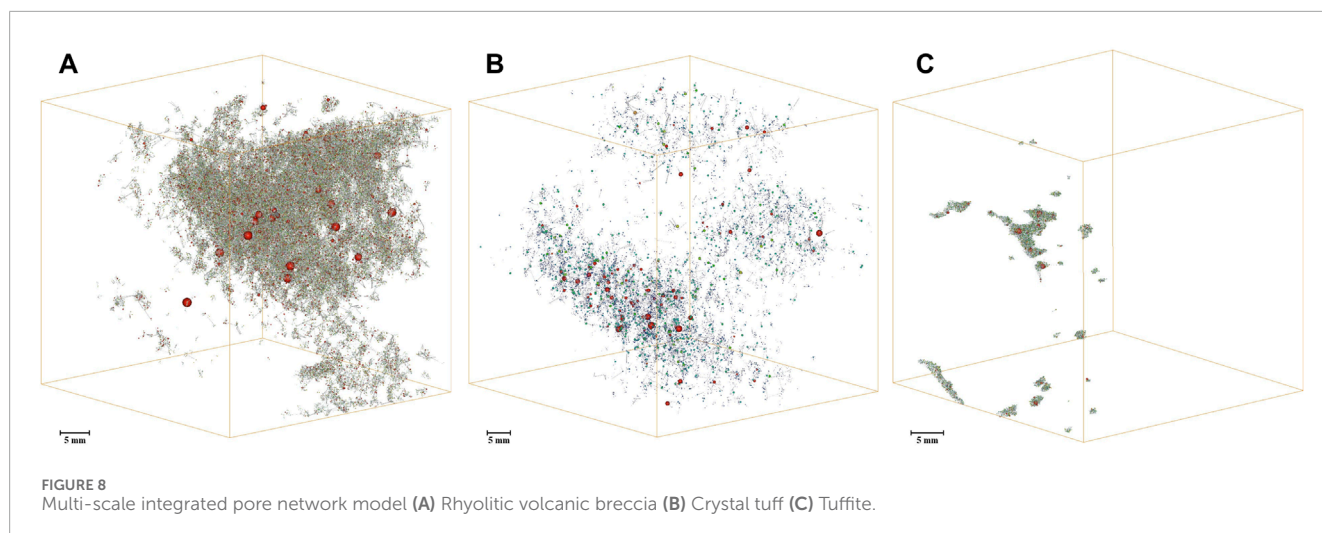 A
B
C
5 mm
5 mm
5 mm
FIGURE 8
Multi-scale integrated pore network model (A) Rhyolitic volcanic breccia (B) Crystal tuff (C) Tuffite.